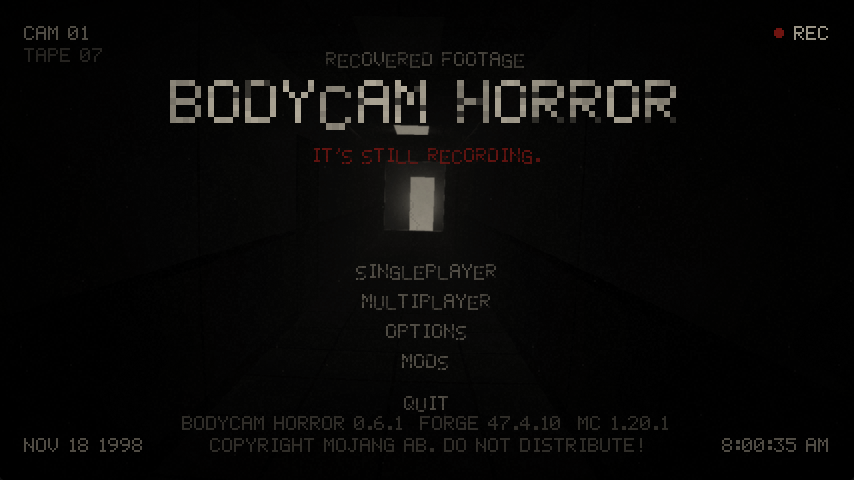 CAM 01
REC
TAPE 07
RECOVERED FOOTAGE
BODYCAM HORROR
IT'S STILL RECORDING.
SINGLEPLAYER
MULTIPLAYER
OPTIONS
MODS
QUIT
BODYCAM HORROR 0.6.1 FORGE 47.4.10 MC 1.20.1
NOV 18 1998
COPYRIGHT MOJANG AB. DO NOT DISTRIBUTE!
8:00:35 AM